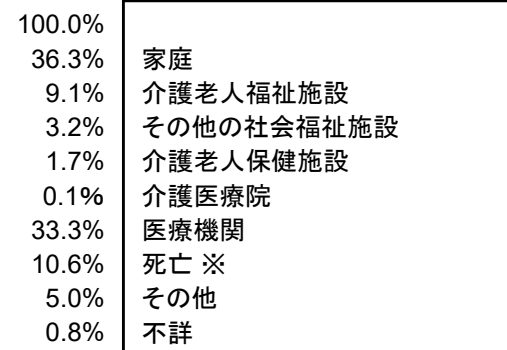 100.0%
36.3% 家庭
9.1% 介護老人福祉施設
3.2% その他の社会福祉施設
1.7% 介護老人保健施設
0.1% 介護医療院
33.3% 医療機関
10.6% 死亡 ※
5.0% その他
0.8% 不詳